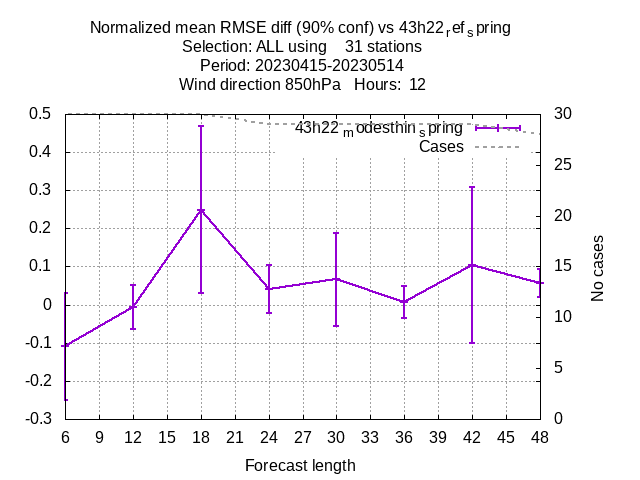 Normalized mean RMSE diff (90% conf) vs 43h22ref spring
Selection: ALL using 31 stations
Period: 20230415-20230514
Wind direction 850hPa Hours: 12
43h22modesthinspring
Cases
0.5
0.4
0.3
0.2
0.1
0
-0.1
-0.2
-0.3
30
25
20
15
10
5
0
No cases
6 9 12 15 18 21 24 27 30 33 36 39 42 45 48
Forecast length